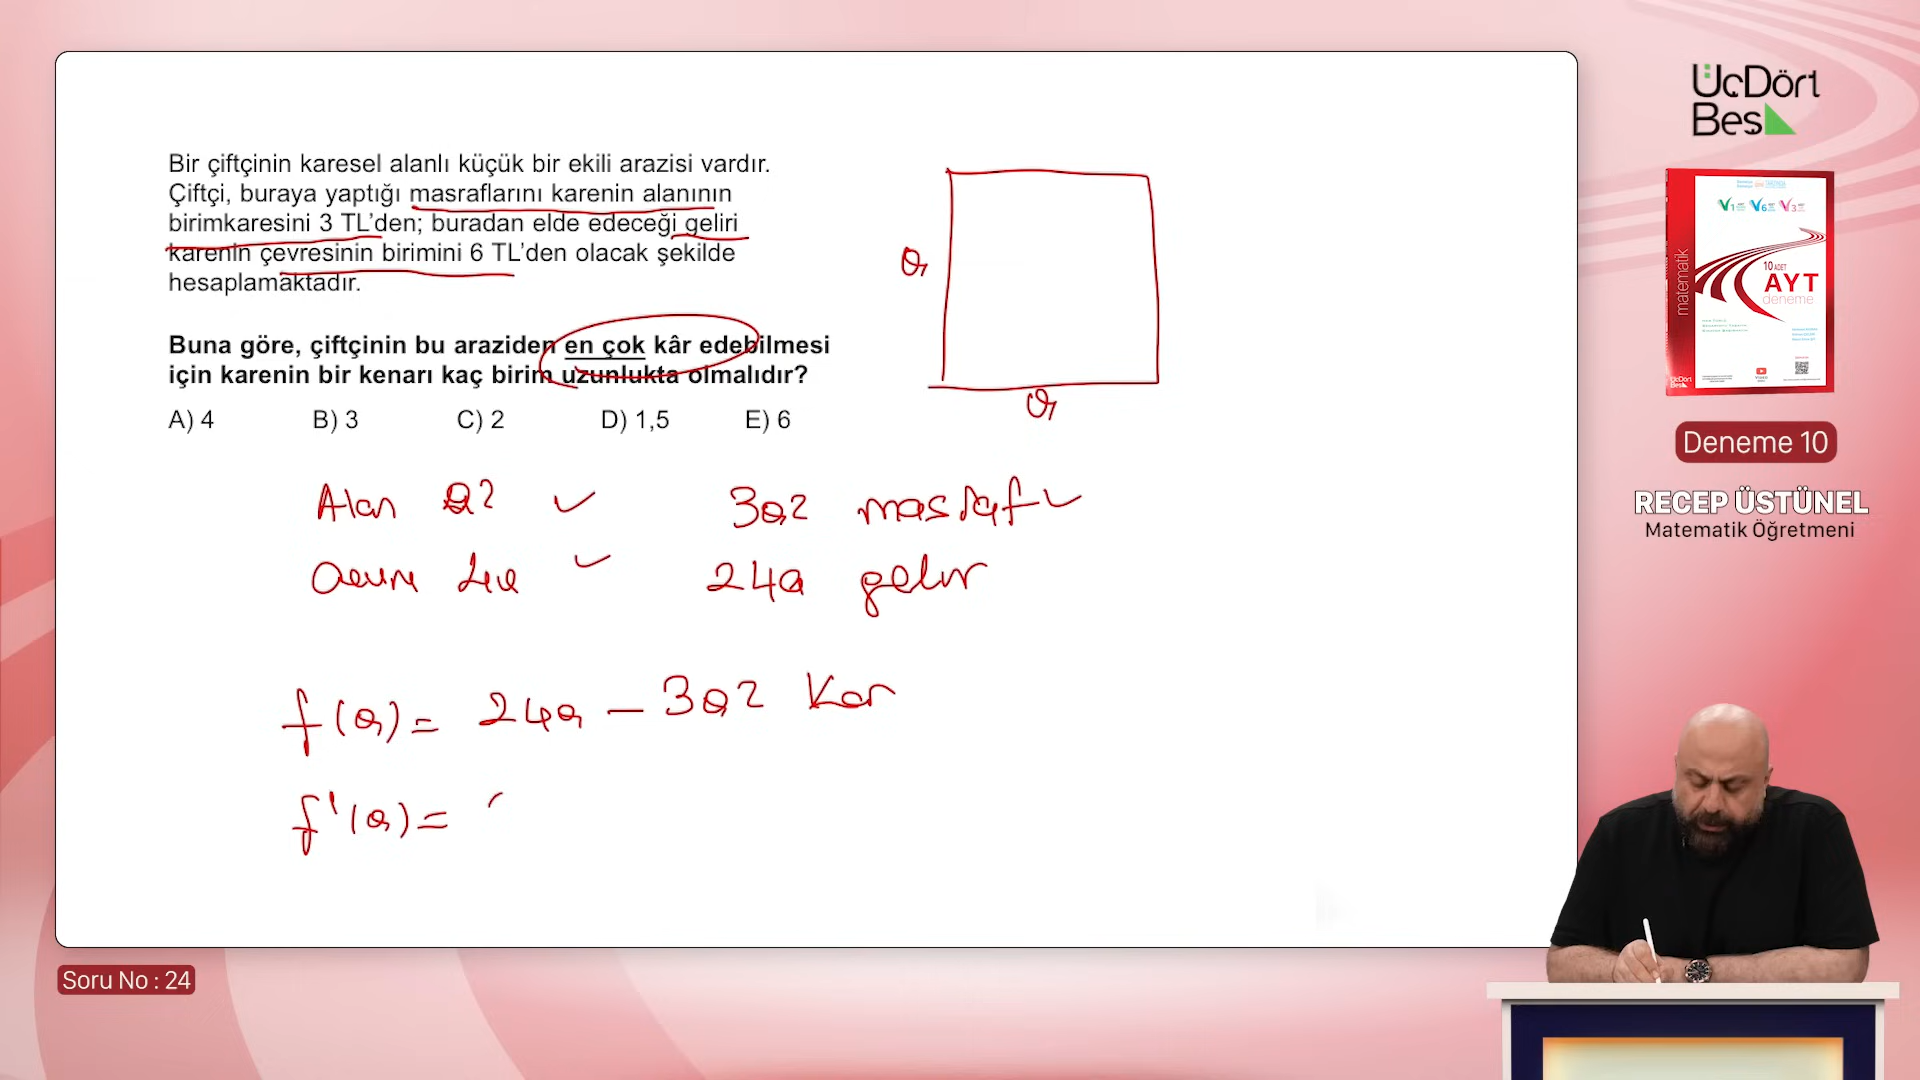 Bir çiftçinin karesel alanlı küçük bir ekili arazisi vardır.
Çiftçi, buraya yaptığı masraflarını karenin alanının
birimkaresini 3 TL'den; buradan elde edeceği geliri
karenin çevresinin birimini 6 TL'den olacak şekilde
hesaplamaktadır.
Buna göre, çiftçinin bu araziden en çok kâr edebilmesi
için karenin bir kenarı kaç birim uzunlukta olmalıdır?
A) 4 B) 3 C) 2 D) 1,5 E) 6
a
a
Alan a2 ✓ 3a2 masraf ✓
4a ✓ 24a gelir
f(a) = 24a - 3a2 Kar
f'(a) =
ÜçDört
Beş
matematik
10 ADET
AYT
deneme
ÜçDört
Beş
Deneme 10
RECEP ÜSTÜNEL
Matematik Öğretmeni
Soru No : 24